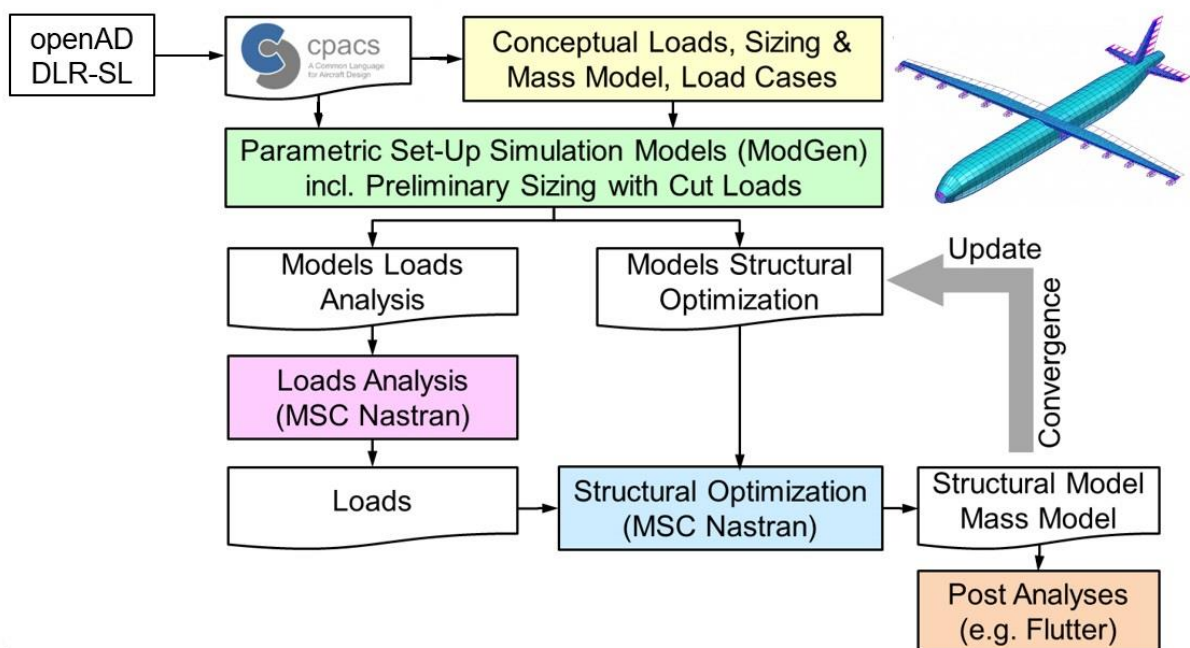 openAD
DLR-SL
cpacs
A Common Language
for Aircraft Design
Conceptual Loads, Sizing &
Mass Model, Load Cases
Parametric Set-Up Simulation Models (ModGen)
incl. Preliminary Sizing with Cut Loads
Models Loads
Analysis
Models Structural
Optimization
Update
Convergence
Loads Analysis
(MSC Nastran)
Loads
Structural Optimization
(MSC Nastran)
Structural Model
Mass Model
Post Analyses
(e.g. Flutter)